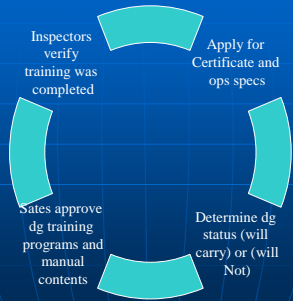 Inspectors
verify
training was
completed
Apply for
Certificate and
ops specs
Sates approve
dg training
programs and
manual
contents
Determine dg
status (will
carry) or (will
Not)